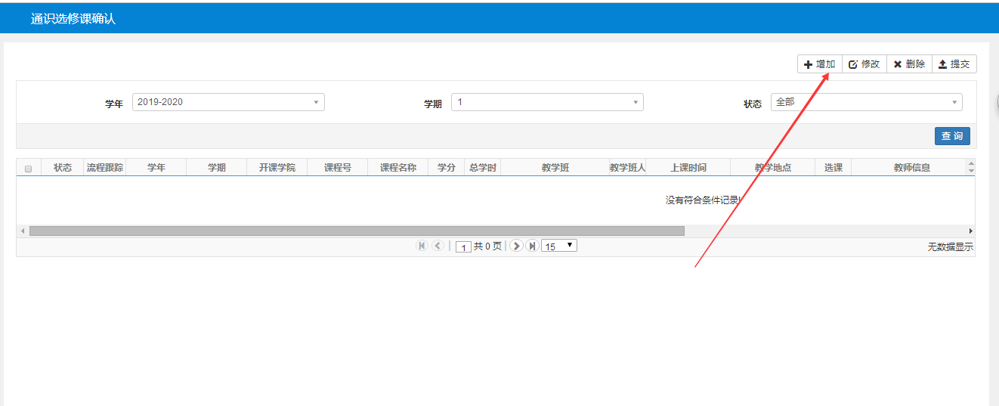 通识选修课确认
增加 修改 删除 提交
学年 2019-2020 学期 1 状态 全部
查 询
状态 流程跟踪 学年 学期 开课学院 课程号 课程名称 学分 总学时 教学班 教学班人 上课时间 教学地点 选课 教师信息
没有符合条件记录!
1 共 0 页 15 无数据显示